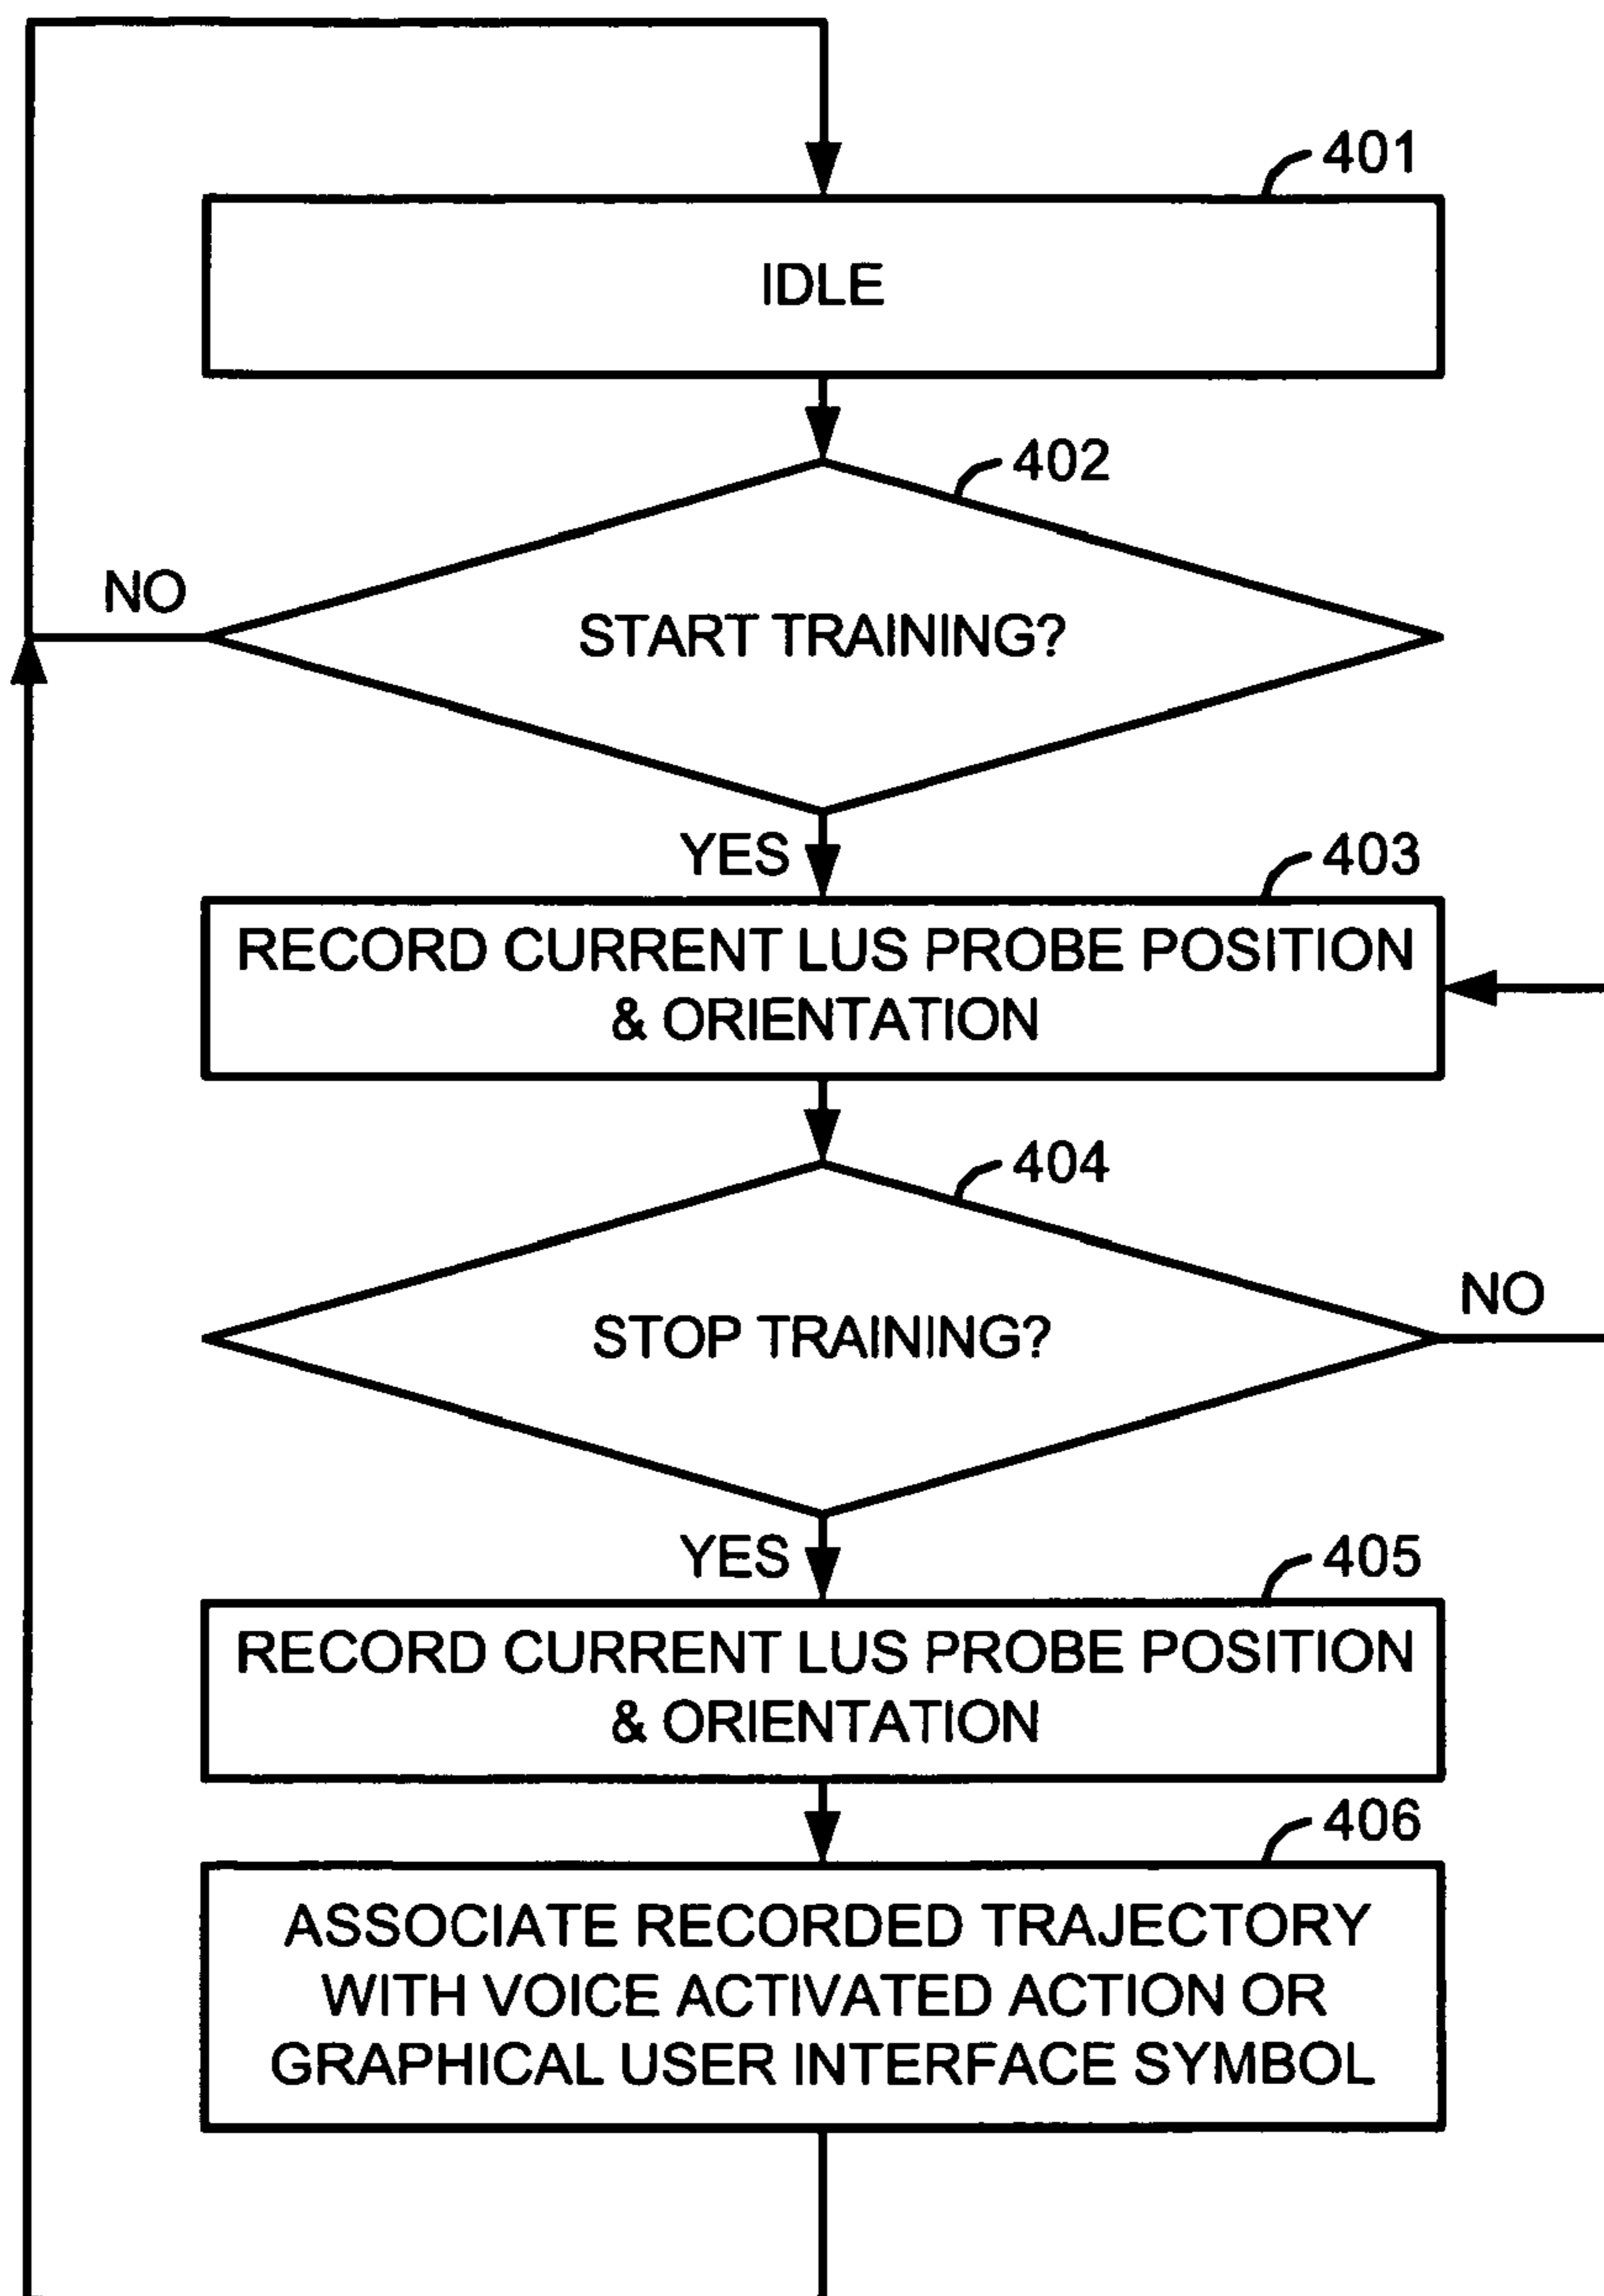 401
IDLE
402
NO
START TRAINING?
YES
403
RECORD CURRENT LUS PROBE POSITION
& ORIENTATION
404
NO
STOP TRAINING?
YES
405
RECORD CURRENT LUS PROBE POSITION
& ORIENTATION
406
ASSOCIATE RECORDED TRAJECTORY
WITH VOICE ACTIVATED ACTION OR
GRAPHICAL USER INTERFACE SYMBOL